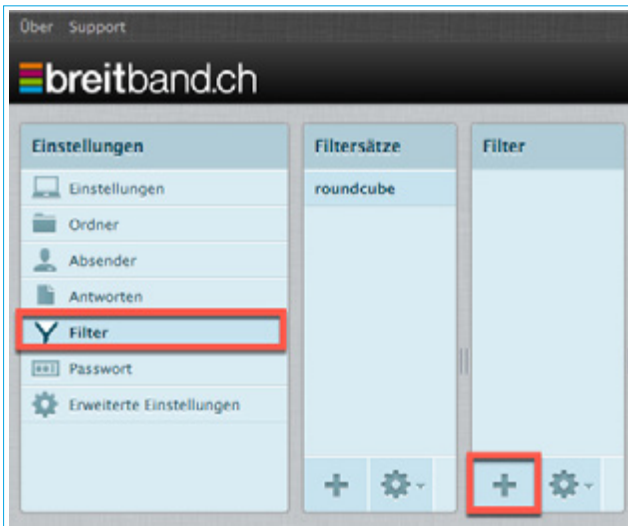 Über Support
breitband.ch
Einstellungen
Einstellungen
Ordner
Absender
Antworten
Filter
Passwort
Erweiterte Einstellungen
Filtersätze
roundcube
Filter